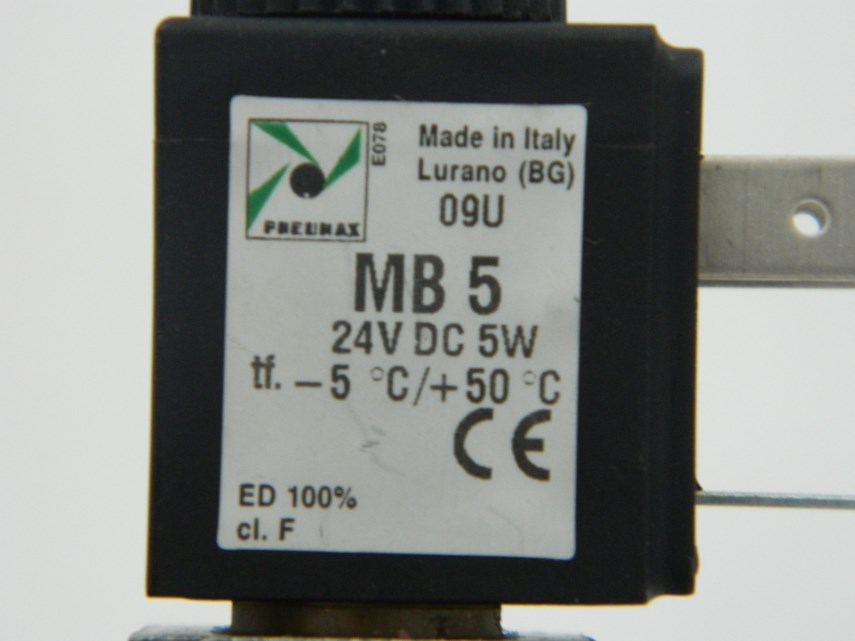 PNEUMAX
E078
Made in Italy
Lurano (BG)
09U
MB 5
24V DC 5W
tf. -5 °C/+50 °C
CE
ED 100%
cl. F